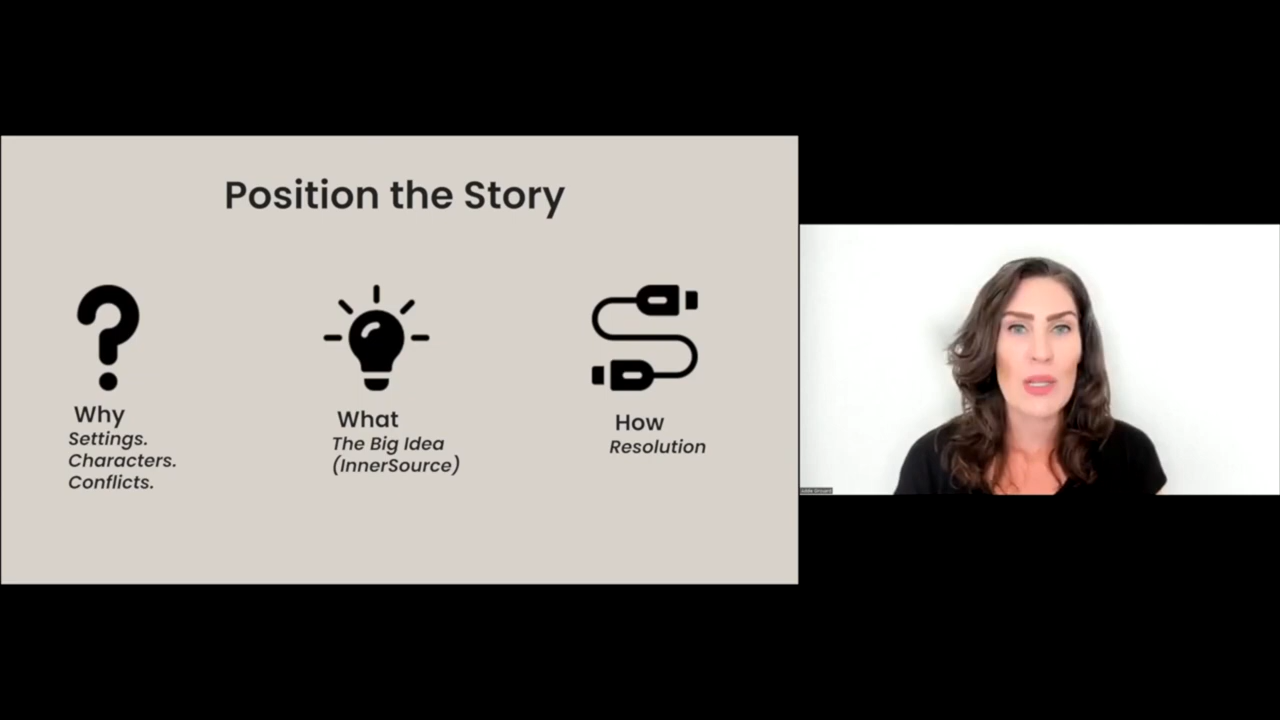 Position the Story
Why
Settings.
Characters.
Conflicts.
What
The Big Idea
(InnerSource)
How
Resolution